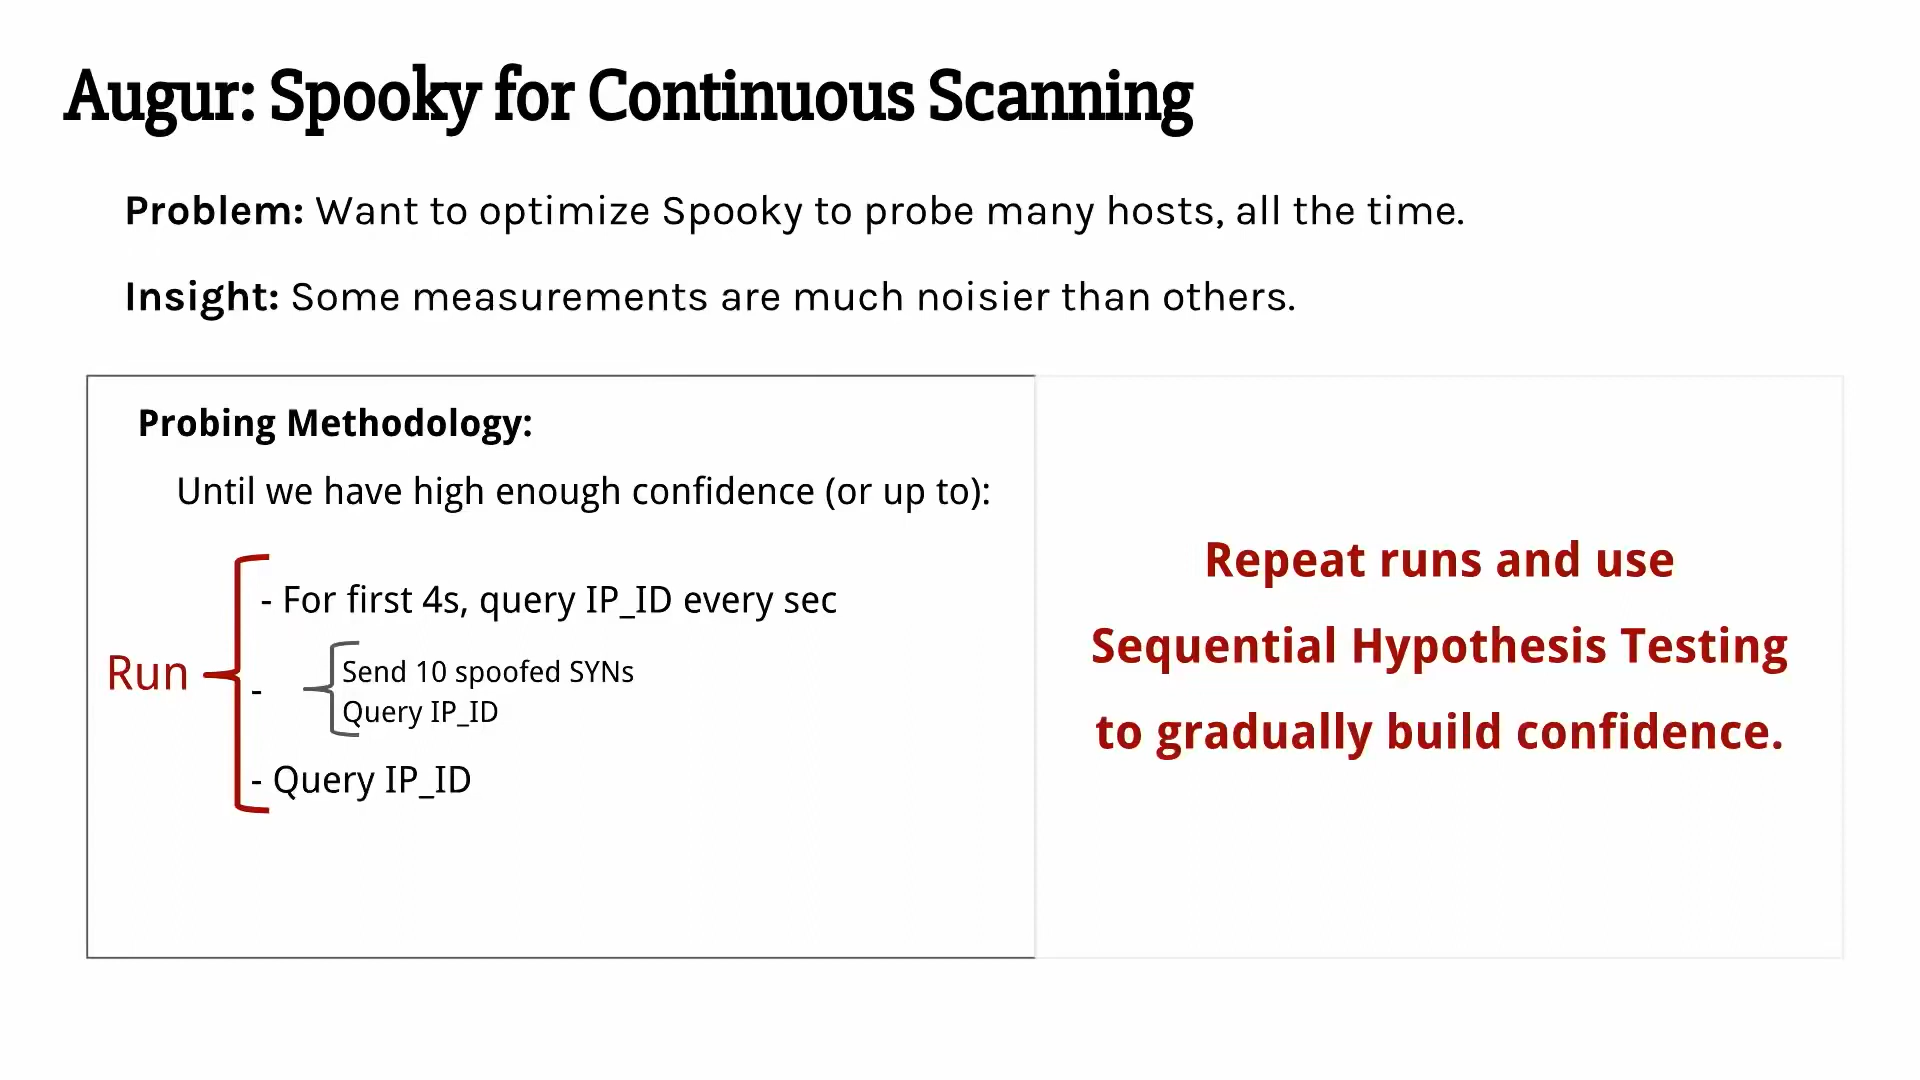 Augur: Spooky for Continuous Scanning
Problem: Want to optimize Spooky to probe many hosts, all the time.
Insight: Some measurements are much noisier than others.
Probing Methodology:
Until we have high enough confidence (or up to):
Run
- For first 4s, query IP_ID every sec
- Send 10 spoofed SYNs
Query IP_ID
- Query IP_ID
Repeat runs and use
Sequential Hypothesis Testing
to gradually build confidence.